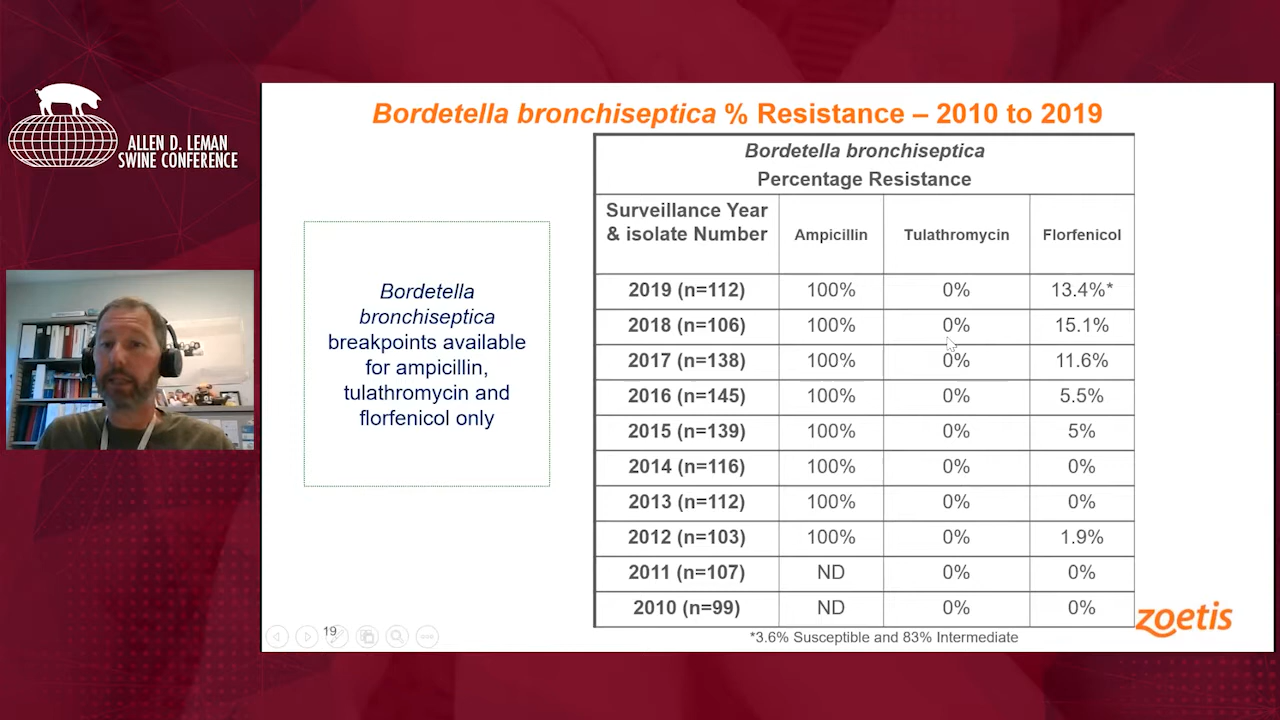 ALLEN D. LEMAN
SWINE CONFERENCE
Bordetella bronchiseptica % Resistance – 2010 to 2019
Bordetella
bronchiseptica
breakpoints available
for ampicillin,
tulathromycin and
florfenicol only
Bordetella bronchiseptica
Percentage Resistance
Surveillance Year
& isolate Number
Ampicillin
Tulathromycin
Florfenicol
2019 (n=112) 100% 0% 13.4%*
2018 (n=106) 100% 0% 15.1%
2017 (n=138) 100% 0% 11.6%
2016 (n=145) 100% 0% 5.5%
2015 (n=139) 100% 0% 5%
2014 (n=116) 100% 0% 0%
2013 (n=112) 100% 0% 0%
2012 (n=103) 100% 0% 1.9%
2011 (n=107) ND 0% 0%
2010 (n=99) ND 0% 0%
*3.6% Susceptible and 83% Intermediate
zoetis
19